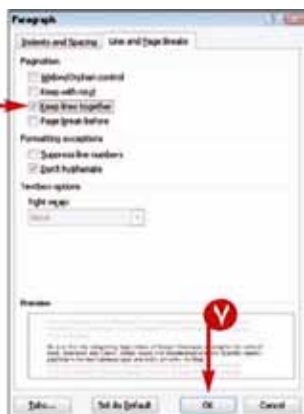 Paragraph
Indents and Spacing
Line and Page Breaks
Pagination
Widow/Orphan control
Keep with next
Keep lines together
Page break before
Formatting exceptions
Suppress line numbers
Don't hyphenate
Textbox options
Tight wrap:
None
Preview
۷
Tabs...
Set As Default
OK
Cancel